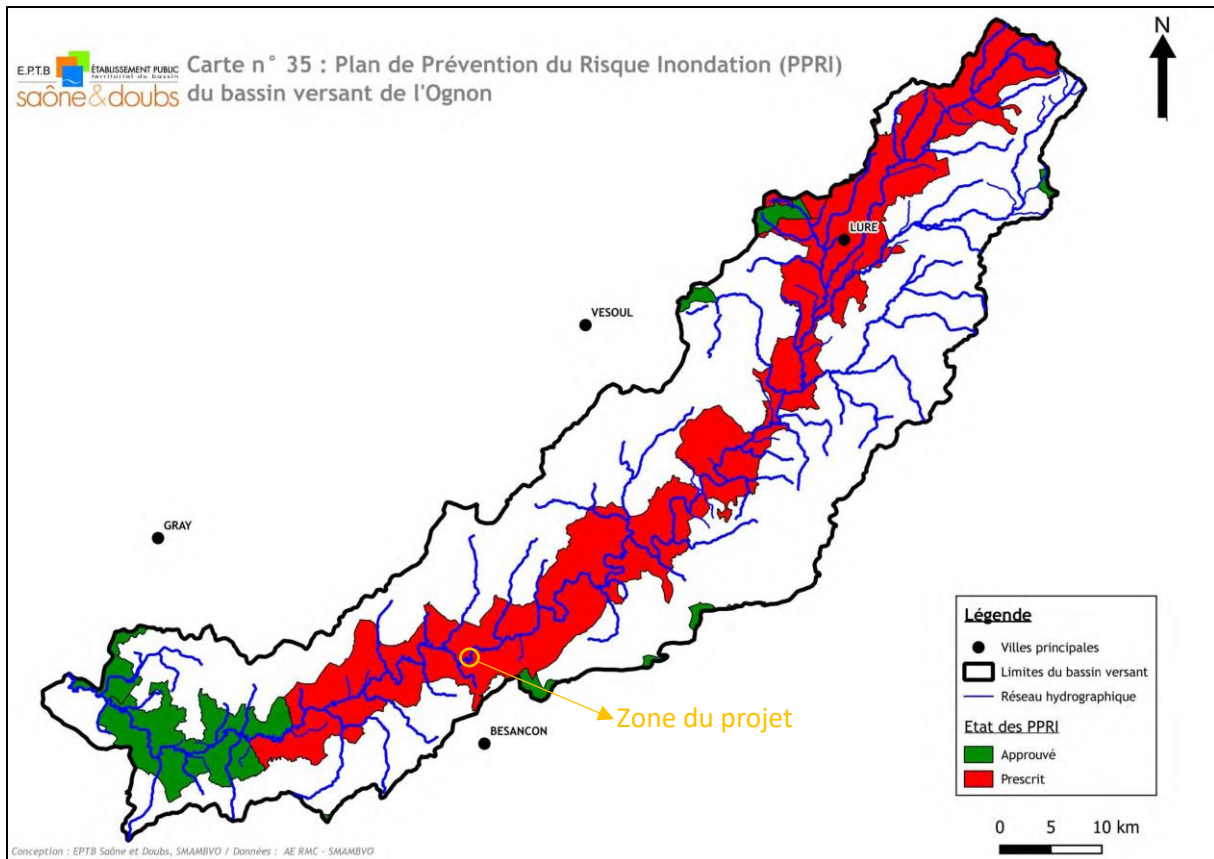 E.P.T.B ÉTABLISSEMENT PUBLIC
territorial du bassin
saône&doubs
Carte n° 35 : Plan de Prévention du Risque Inondation (PPRI)
du bassin versant de l'Ognon
N
LURE
VESOUL
GRAY
Zone du projet
BESANCON
Légende
Villes principales
Limites du bassin versant
Réseau hydrographique
Etat des PPRI
Approuvé
Prescrit
0 5 10 km
Conception : EPTB Saône et Doubs, SMAMBVO / Données : AE RMC - SMAMBVO